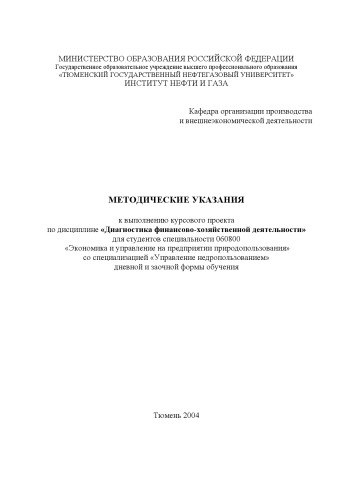 МИНИСТЕРСТВО ОБРАЗОВАНИЯ РОССИЙСКОЙ ФЕДЕРАЦИИ
Государственное образовательное учреждение высшего профессионального образования
«ТЮМЕНСКИЙ ГОСУДАРСТВЕННЫЙ НЕФТЕГАЗОВЫЙ УНИВЕРСИТЕТ»
ИНСТИТУТ НЕФТИ И ГАЗА
Кафедра организации производства
и внешнеэкономической деятельности
МЕТОДИЧЕСКИЕ УКАЗАНИЯ
к выполнению курсового проекта
по дисциплине «Диагностика финансово-хозяйственной деятельности»
для студентов специальности 060800
«Экономика и управление на предприятии природопользования»
со специализацией «Управление недропользованием»
дневной и заочной формы обучения
Тюмень 2004